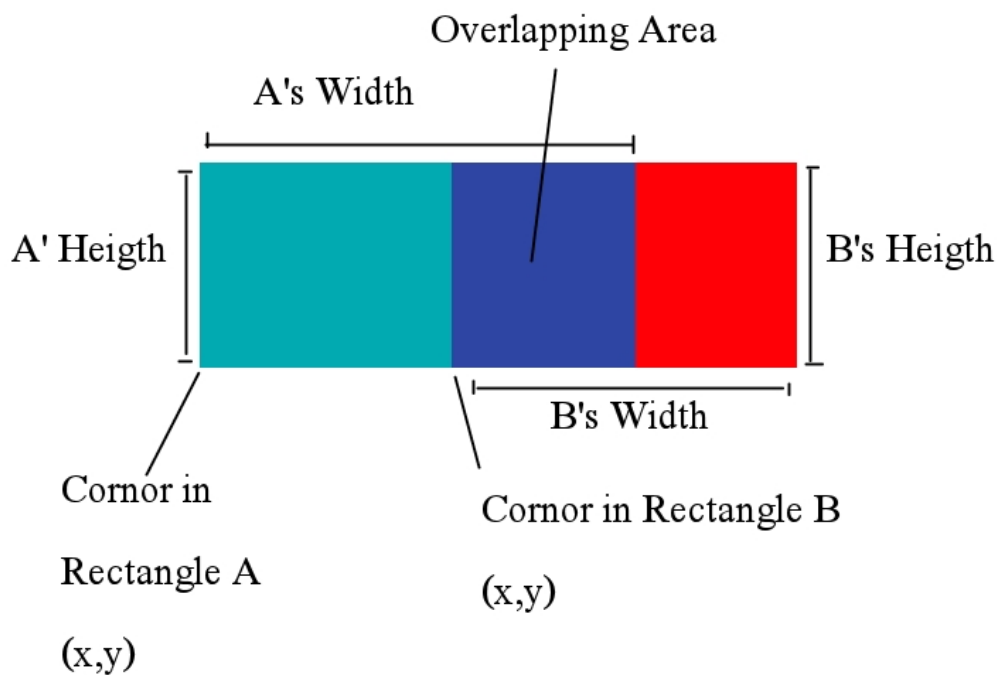 Overlapping Area
A's Width
A' Heigth
B's Heigth
B's Width
Cornor in
Rectangle A
(x,y)
Cornor in Rectangle B
(x,y)